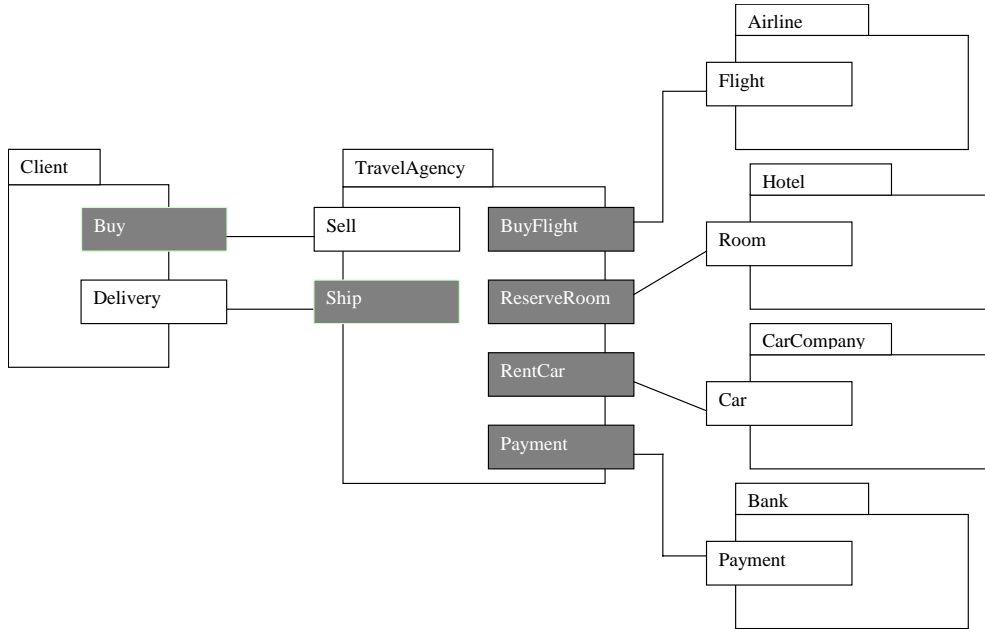 Airline
Flight
Client
TravelAgency
Hotel
Buy
Sell
BuyFlight
Room
Delivery
Ship
ReserveRoom
CarCompany
RentCar
Car
Payment
Bank
Payment